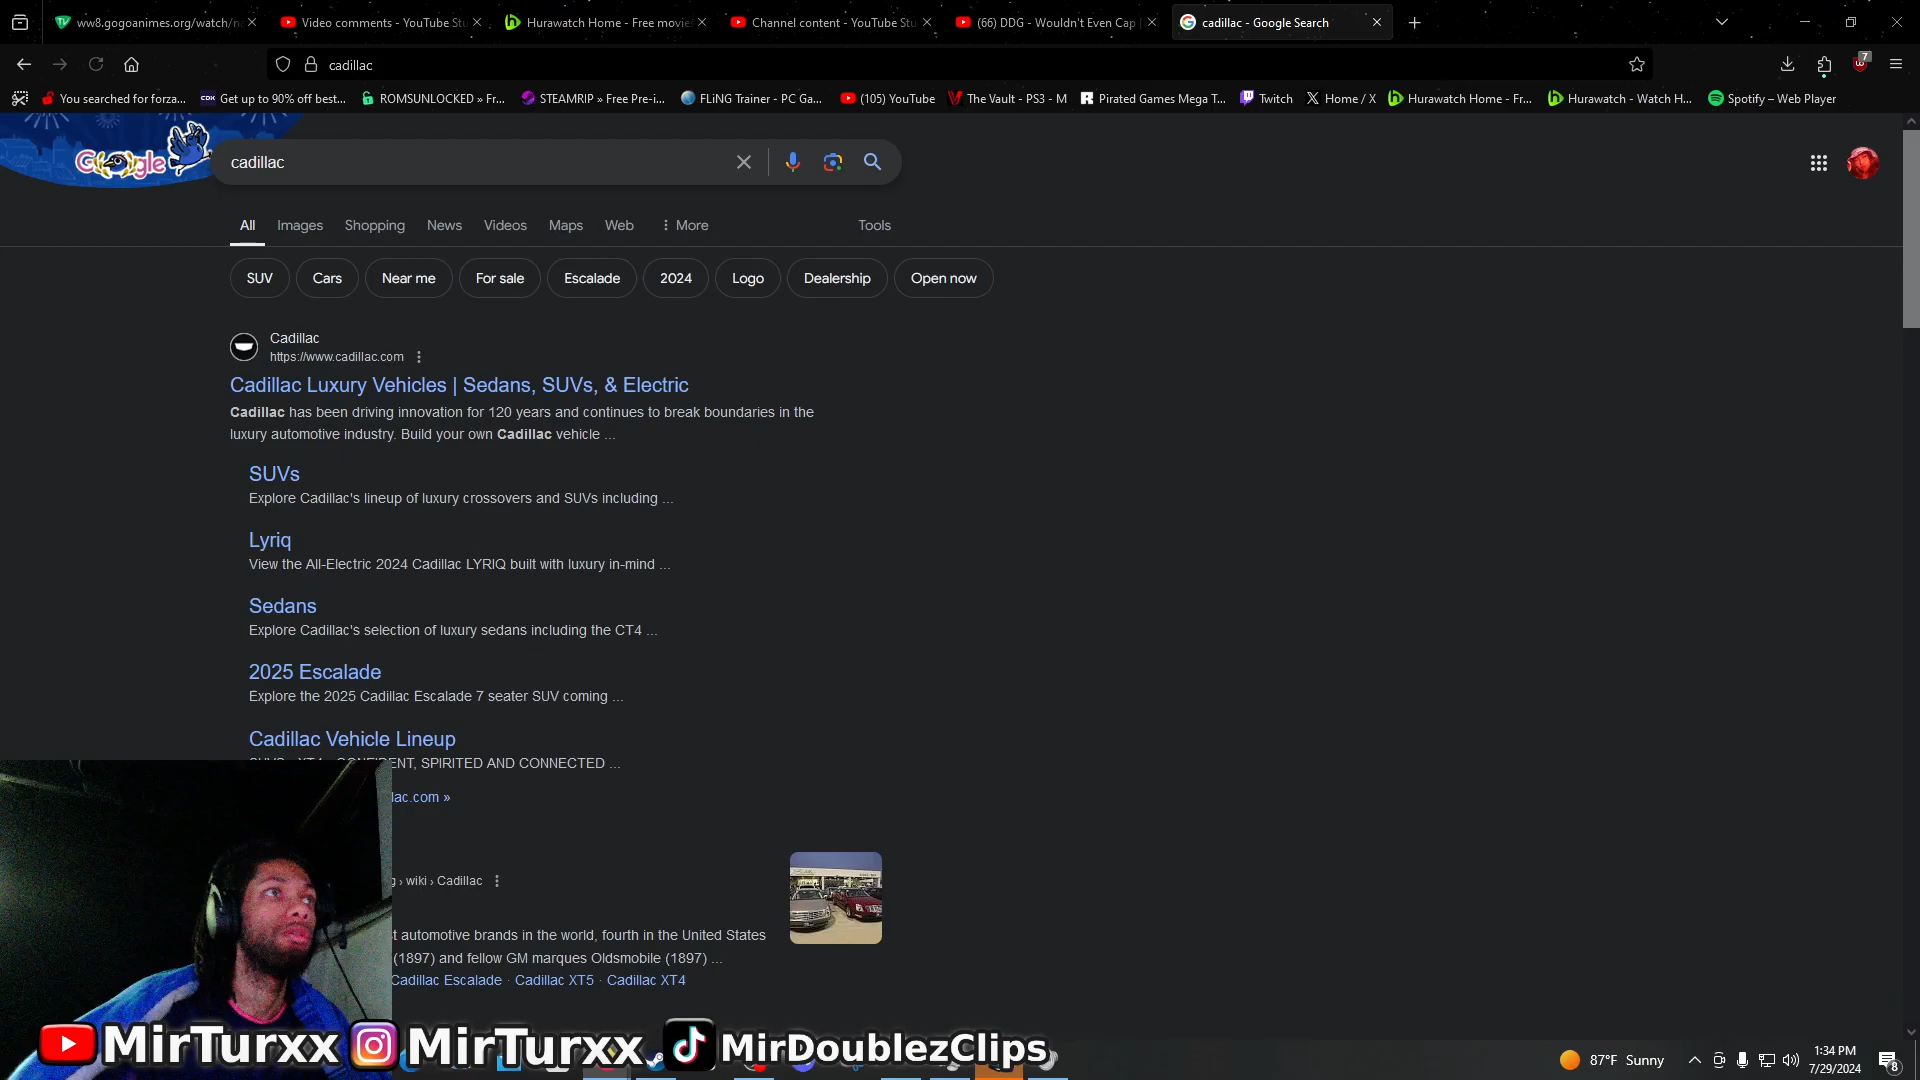 ww8.gogoanimes.org/watch/n
Video comments - YouTube Stu
Hurawatch Home - Free movies
Channel content - YouTube Stu
(66) DDG - Wouldn't Even Cap
cadillac - Google Search
cadillac
7
You searched for forza...
CDK Get up to 90% off best...
ROMSUNLOCKED » Fr...
STEAMRIP » Free Pre-i...
FLiNG Trainer - PC Ga...
(105) YouTube
The Vault - PS3 - M
Pirated Games Mega T...
Twitch
Home / X
Hurawatch Home - Fr...
Hurawatch - Watch H...
Spotify – Web Player
Google
cadillac
All Images Shopping News Videos Maps Web More Tools
SUV Cars Near me For sale Escalade 2024 Logo Dealership Open now
Cadillac
https://www.cadillac.com
Cadillac Luxury Vehicles | Sedans, SUVs, & Electric
Cadillac has been driving innovation for 120 years and continues to break boundaries in the
luxury automotive industry. Build your own Cadillac vehicle ...
SUVs
Explore Cadillac's lineup of luxury crossovers and SUVs including ...
Lyriq
View the All-Electric 2024 Cadillac LYRIQ built with luxury in-mind ...
Sedans
Explore Cadillac's selection of luxury sedans including the CT4 ...
2025 Escalade
Explore the 2025 Cadillac Escalade 7 seater SUV coming ...
Cadillac Vehicle Lineup
SPIRITED AND CONNECTED ...
lac.com »
g › wiki › Cadillac
t automotive brands in the world, fourth in the United States
(1897) and fellow GM marques Oldsmobile (1897) ...
Cadillac Escalade · Cadillac XT5 · Cadillac XT4
MirTurxx MirTurxx MirDoublezClips
87°F Sunny
1:34 PM
7/29/2024
8